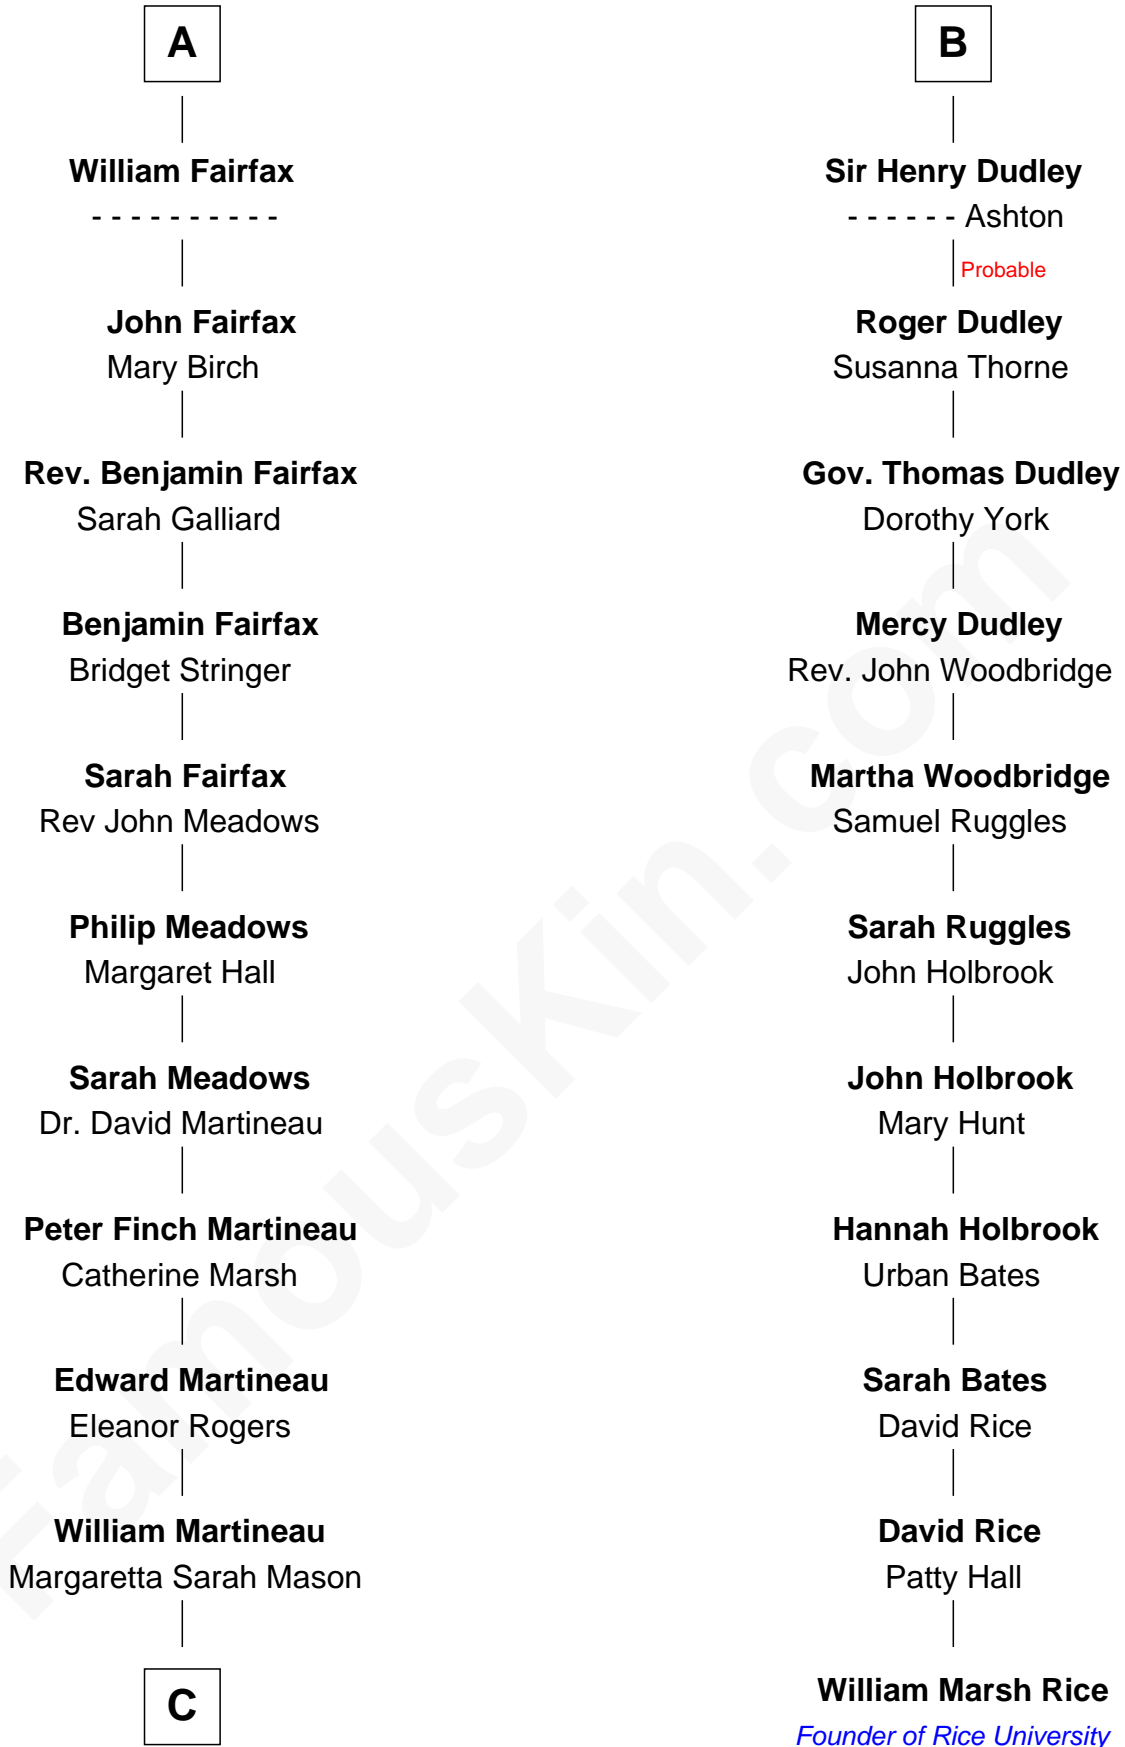 A
William Fairfax
- - - - - - - - - -
John Fairfax
Mary Birch
Rev. Benjamin Fairfax
Sarah Galliard
Benjamin Fairfax
Bridget Stringer
Sarah Fairfax
Rev John Meadows
Philip Meadows
Margaret Hall
Sarah Meadows
Dr. David Martineau
Peter Finch Martineau
Catherine Marsh
Edward Martineau
Eleanor Rogers
William Martineau
Margaretta Sarah Mason
C
B
Sir Henry Dudley
- - - - - - Ashton
Probable
Roger Dudley
Susanna Thorne
Gov. Thomas Dudley
Dorothy York
Mercy Dudley
Rev. John Woodbridge
Martha Woodbridge
Samuel Ruggles
Sarah Ruggles
John Holbrook
John Holbrook
Mary Hunt
Hannah Holbrook
Urban Bates
Sarah Bates
David Rice
David Rice
Patty Hall
William Marsh Rice
Founder of Rice University
FamousKin.com